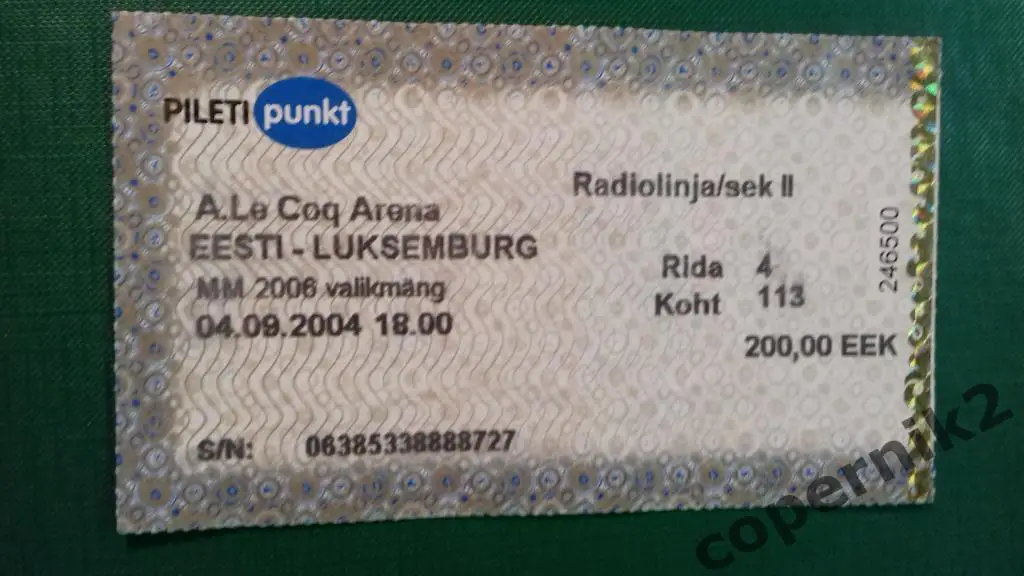 PILETI punkt
Radiolinja/sek II
A.Le Coq Arena
EESTI - LUKSEMBURG
MM 2006 valikmäng
04.09.2004 18.00
Rida 4
Koht 113
200,00 EEK
246500
S/N: 06385338888727
copernik2